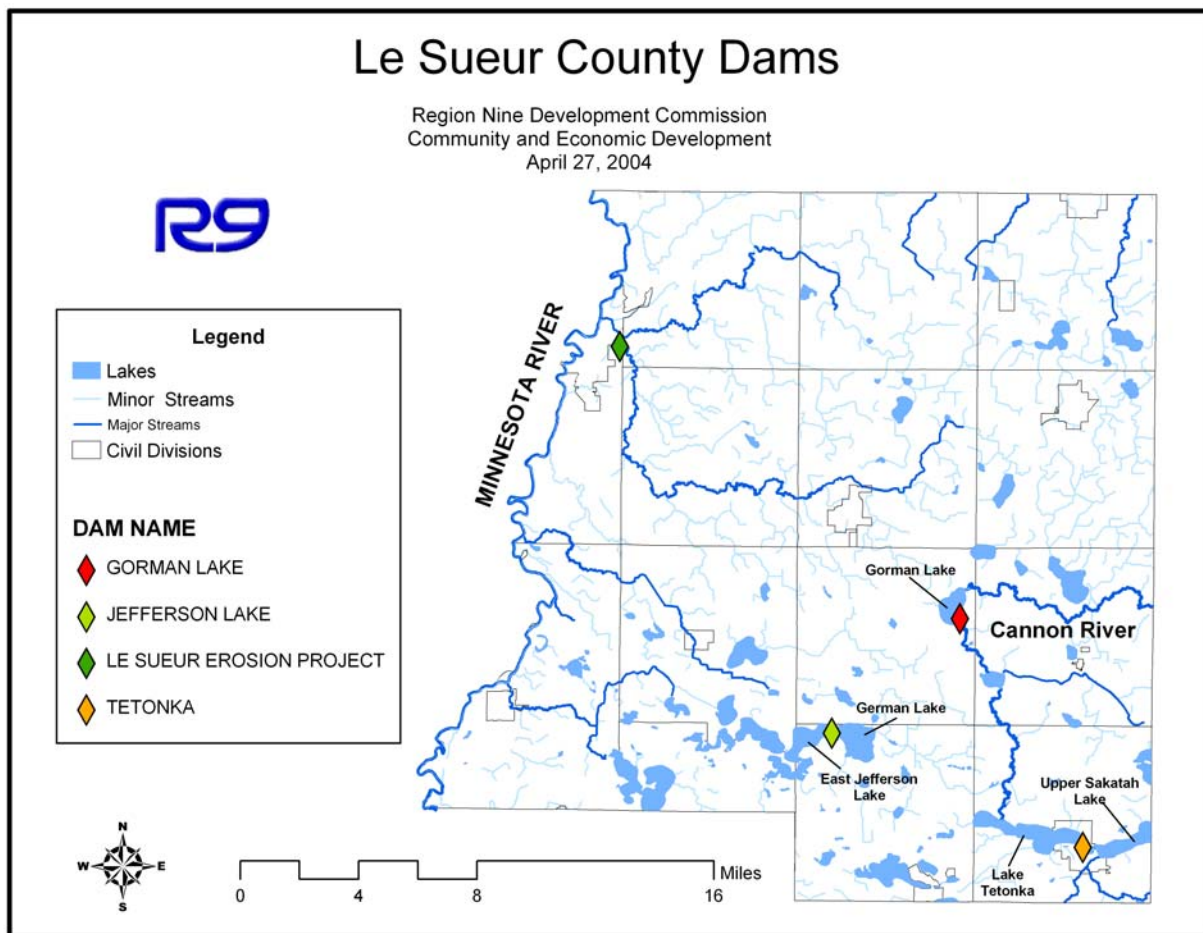 Le Sueur County Dams
Region Nine Development Commission
Community and Economic Development
April 27, 2004
R9
Legend
Lakes
Minor Streams
Major Streams
Civil Divisions
DAM NAME
GORMAN LAKE
JEFFERSON LAKE
LE SUEUR EROSION PROJECT
TETONKA
MINNESOTA RIVER
Gorman Lake
Cannon River
German Lake
East Jefferson
Lake
Upper Sakatah
Lake
Lake
Tetonka
N
W E
S
Miles
0 4 8 16